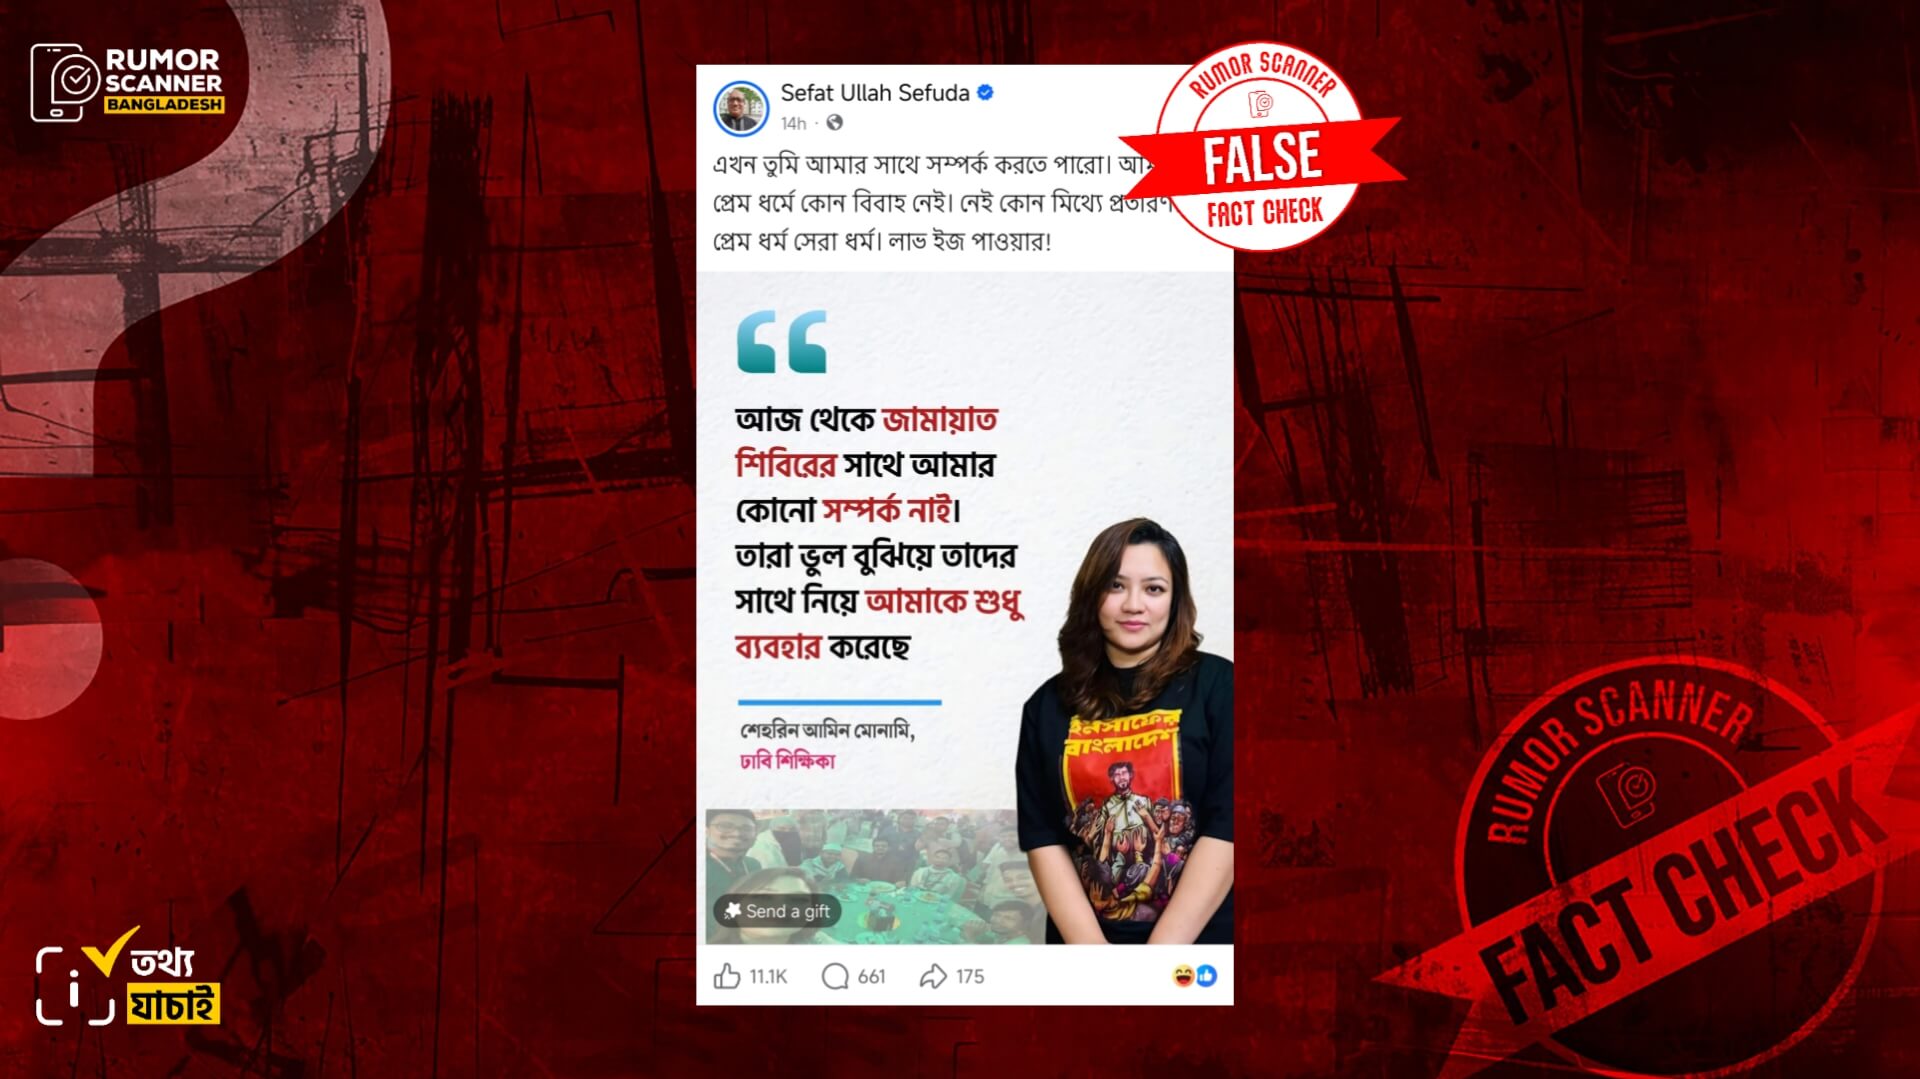 RUMOR
SCANNER
BANGLADESH
Sefat Ullah Sefuda
14h ·
এখন তুমি আমার সাথে সম্পর্ক করতে পারো।
প্রেম ধর্মে কোন বিবাহ নেই। নেই কোন মিথ্যে
প্রেম ধর্ম সেরা ধর্ম। লাভ ইজ পাওয়ার!
RUMOR SCANNER
FALSE
FACT CHECK
“
আজ থেকে জামায়াত
শিবিরের সাথে আমার
কোনো সম্পর্ক নাই।
তারা ভুল বুঝিয়ে তাদের
সাথে নিয়ে আমাকে শুধু
ব্যবহার করেছে
শেহরিন আমিন মোনামি,
ঢাবি শিক্ষিকা
ইনসাফের
বাংলাদেশ
Send a gift
11.1K 661 175
তথ্য
যাচাই
RUMOR SCANNER
FACT CHECK